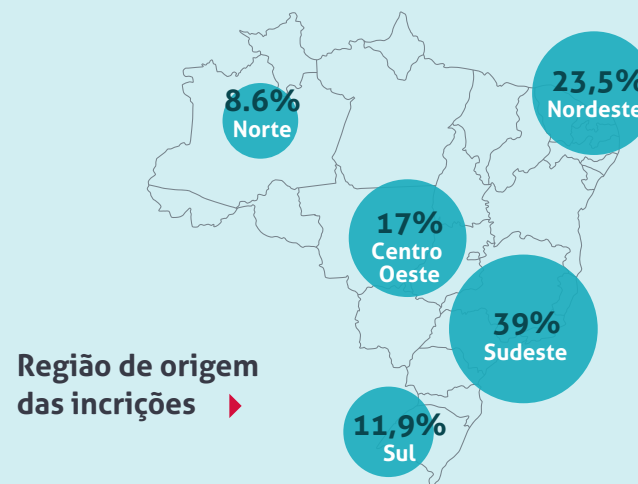 8.6%
Norte
23,5%
Nordeste
17%
Centro
Oeste
39%
Sudeste
Região de origem
das incrições
11,9%
Sul